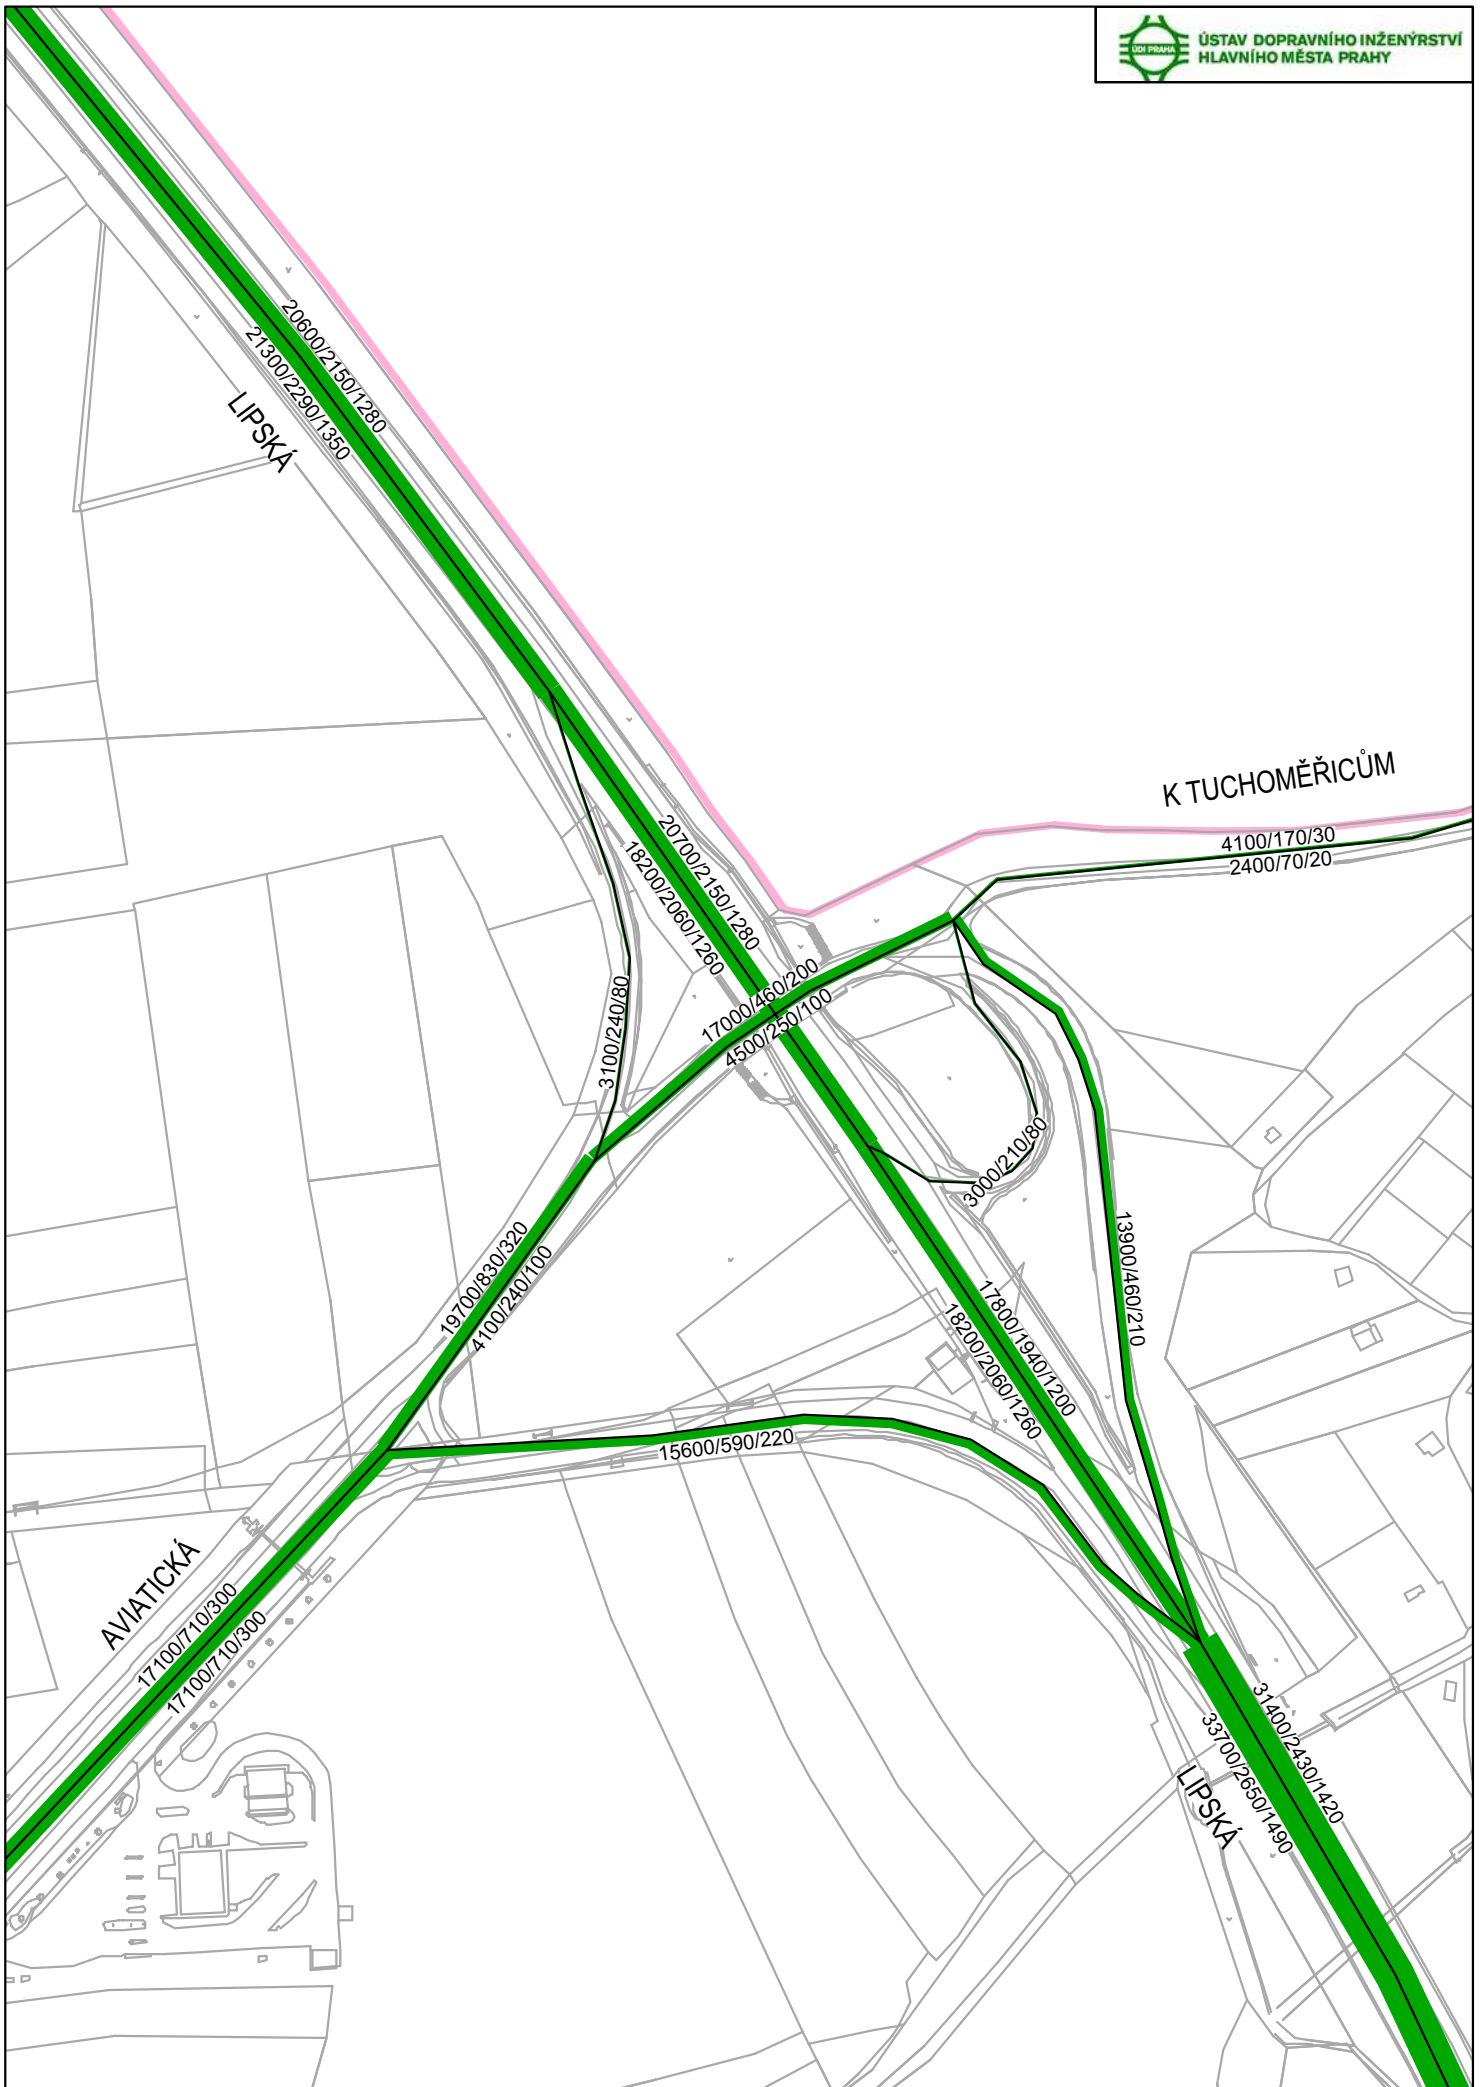 ÚDI PRAHA
ÚSTAV DOPRAVNÍHO INŽENÝRSTVÍ
HLAVNÍHO MĚSTA PRAHY
20600/2150/1280
21300/2290/1350
LIPSKÁ
K TUCHOMĚŘICŮM
4100/170/30
2400/70/20
20700/2150/1280
18200/2060/1260
17000/460/200
4500/250/100
3100/240/80
3000/210/80
13900/460/210
19700/830/320
4100/240/100
17800/1940/1200
18200/2060/1260
15600/590/220
AVIATICKÁ
17100/710/300
17100/710/300
31400/2430/1420
33700/2650/1490
LIPSKÁ